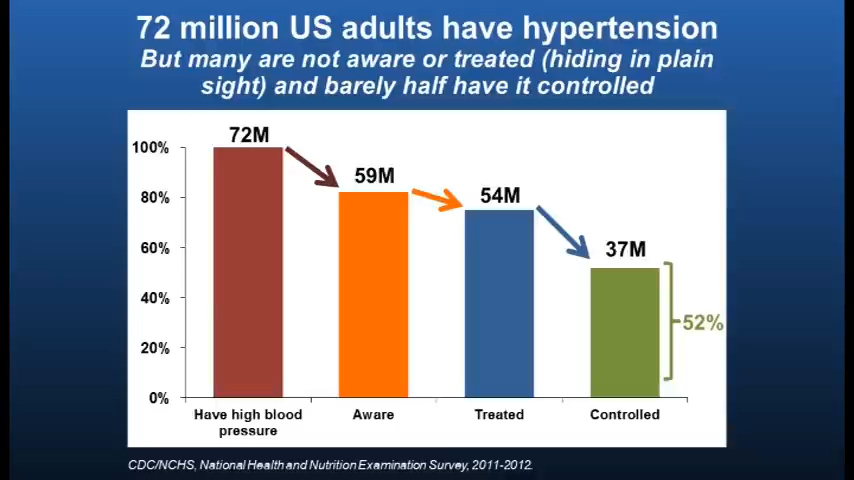 72 million US adults have hypertension
But many are not aware or treated (hiding in plain
sight) and barely half have it controlled
72M
100%
59M
80%
54M
60%
37M
40%
52%
20%
0%
Have high blood
pressure
Aware
Treated
Controlled
CDC/NCHS, National Health and Nutrition Examination Survey, 2011-2012.